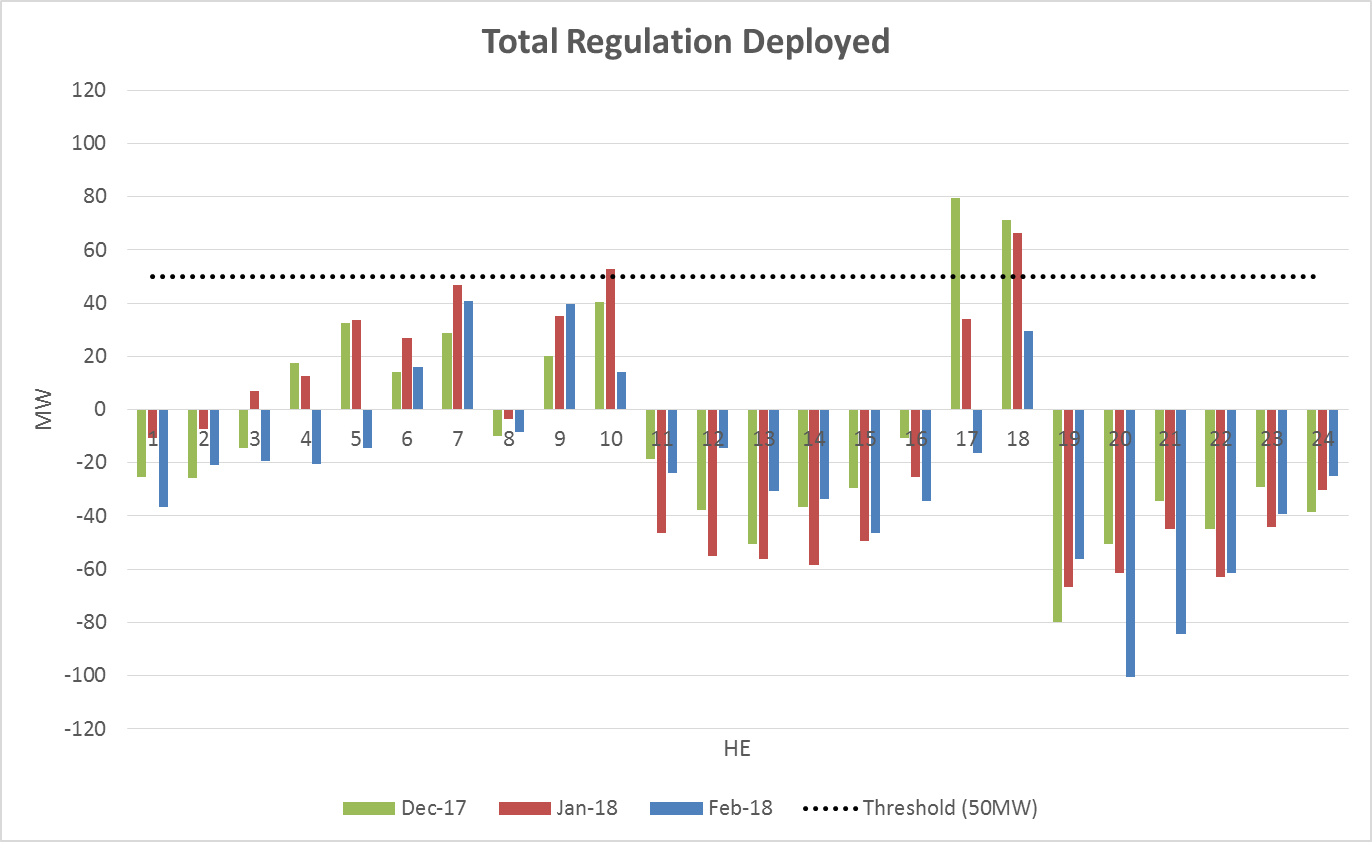 Total Regulation Deployed
120
100
80
60
40
20
0
-20
-40
-60
-80
-100
-120
MW
1 2 3 4 5 6 7 8 9 10 11 12 13 14 15 16 17 18 19 20 21 22 23 24
HE
Dec-17 Jan-18 Feb-18 Threshold (50MW)